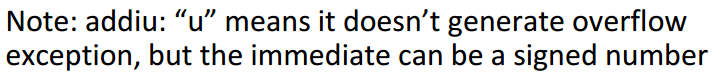 Note: addiu: “u” means it doesn’t generate overflow
exception, but the immediate can be a signed number